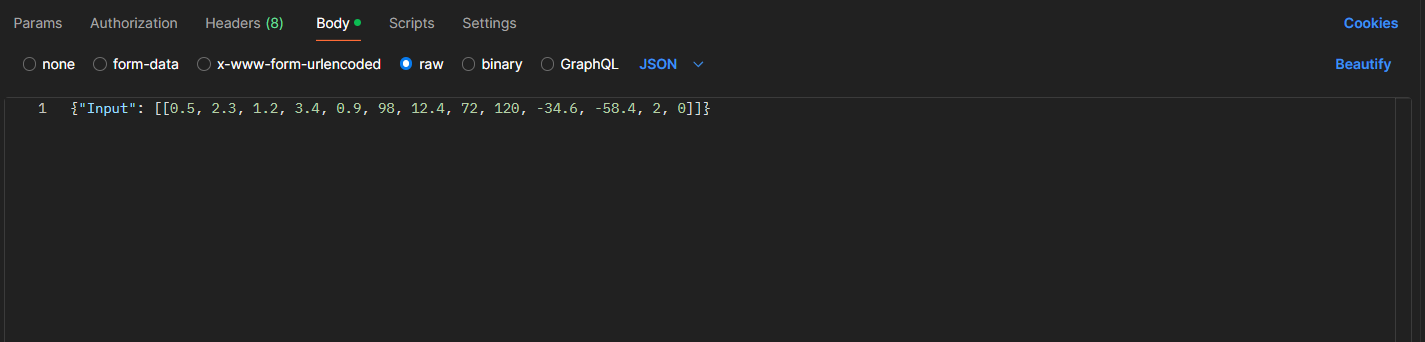 Params Authorization Headers (8) Body Scripts Settings Cookies
none form-data x-www-form-urlencoded raw binary GraphQL JSON Beautify
1 {"Input": [[0.5, 2.3, 1.2, 3.4, 0.9, 98, 12.4, 72, 120, -34.6, -58.4, 2, 0]]}